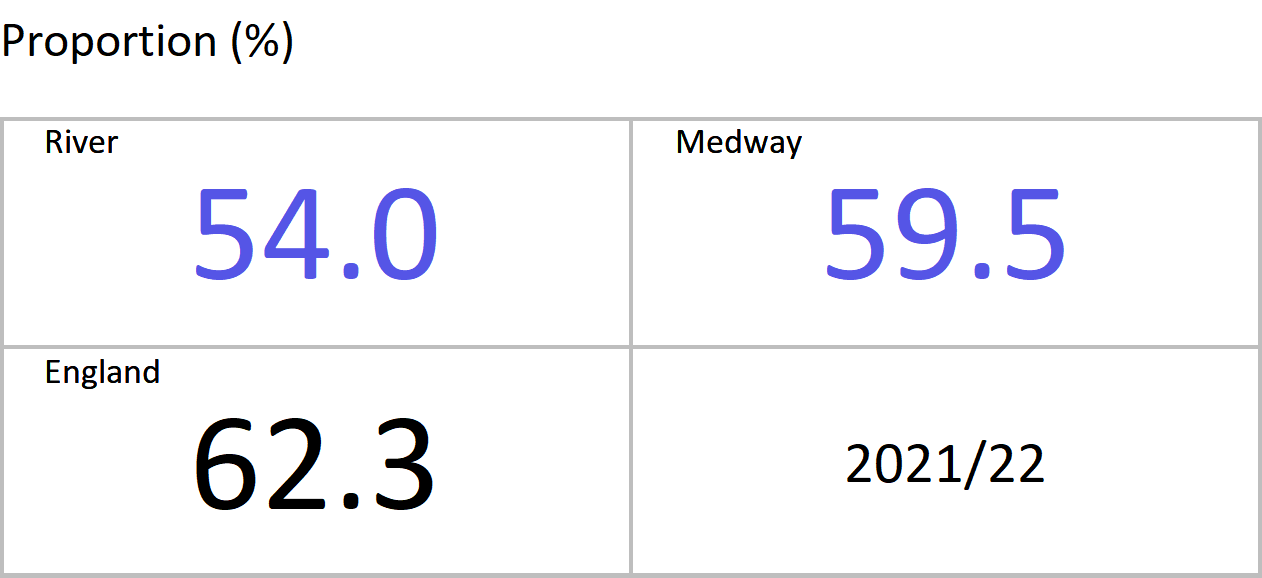 Proportion (%)
River
54.0
Medway
59.5
England
62.3
2021/22